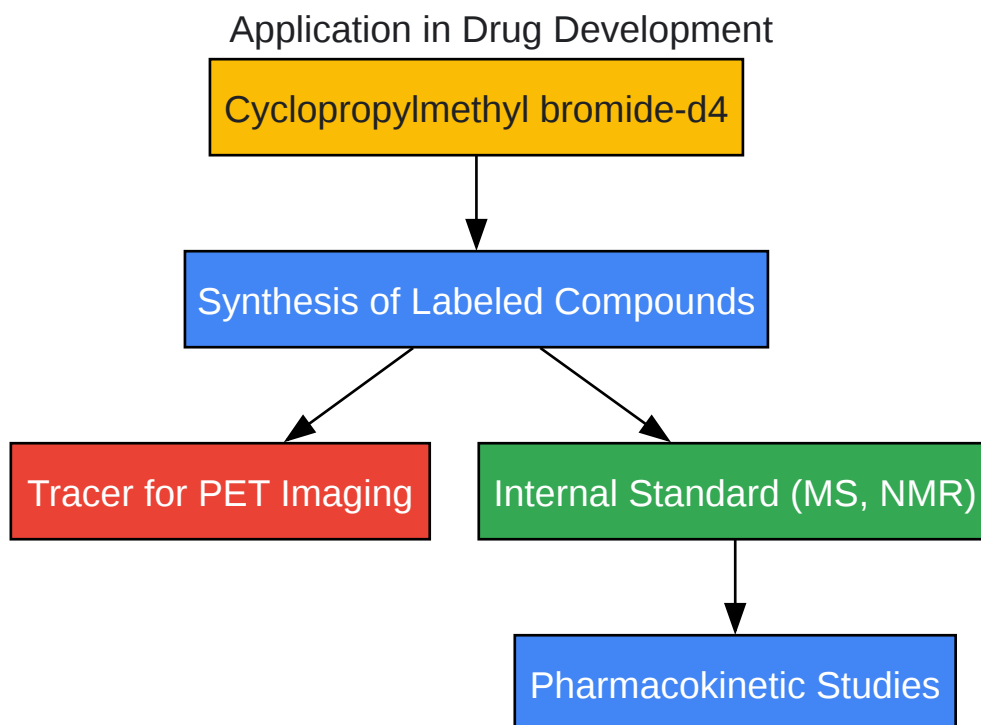 Application in Drug Development
Cyclopropylmethyl bromide-d4
Synthesis of Labeled Compounds
Tracer for PET Imaging
Internal Standard (MS, NMR)
Pharmacokinetic Studies